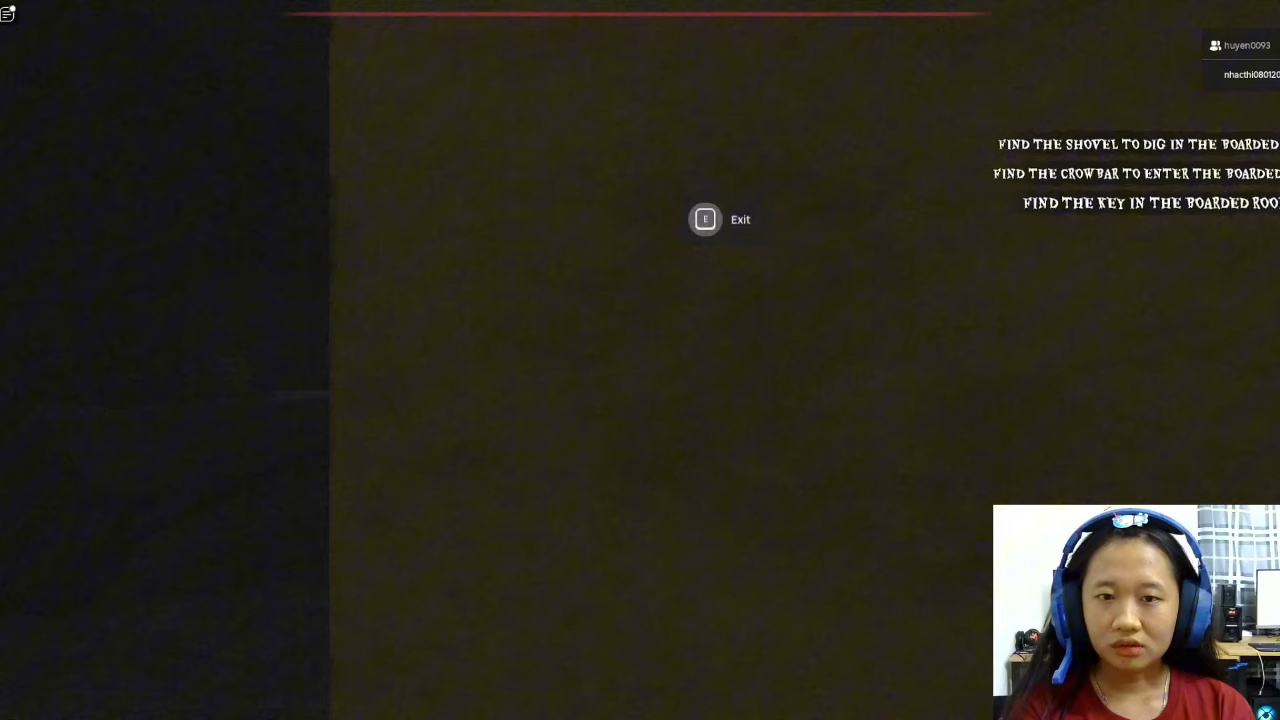 huyen0093
nhacthi080120
FIND THE SHOVEL TO DIG IN THE BOARDED
FIND THE CROWBAR TO ENTER THE BOARDED
FIND THE KEY IN THE BOARDED ROO
E Exit